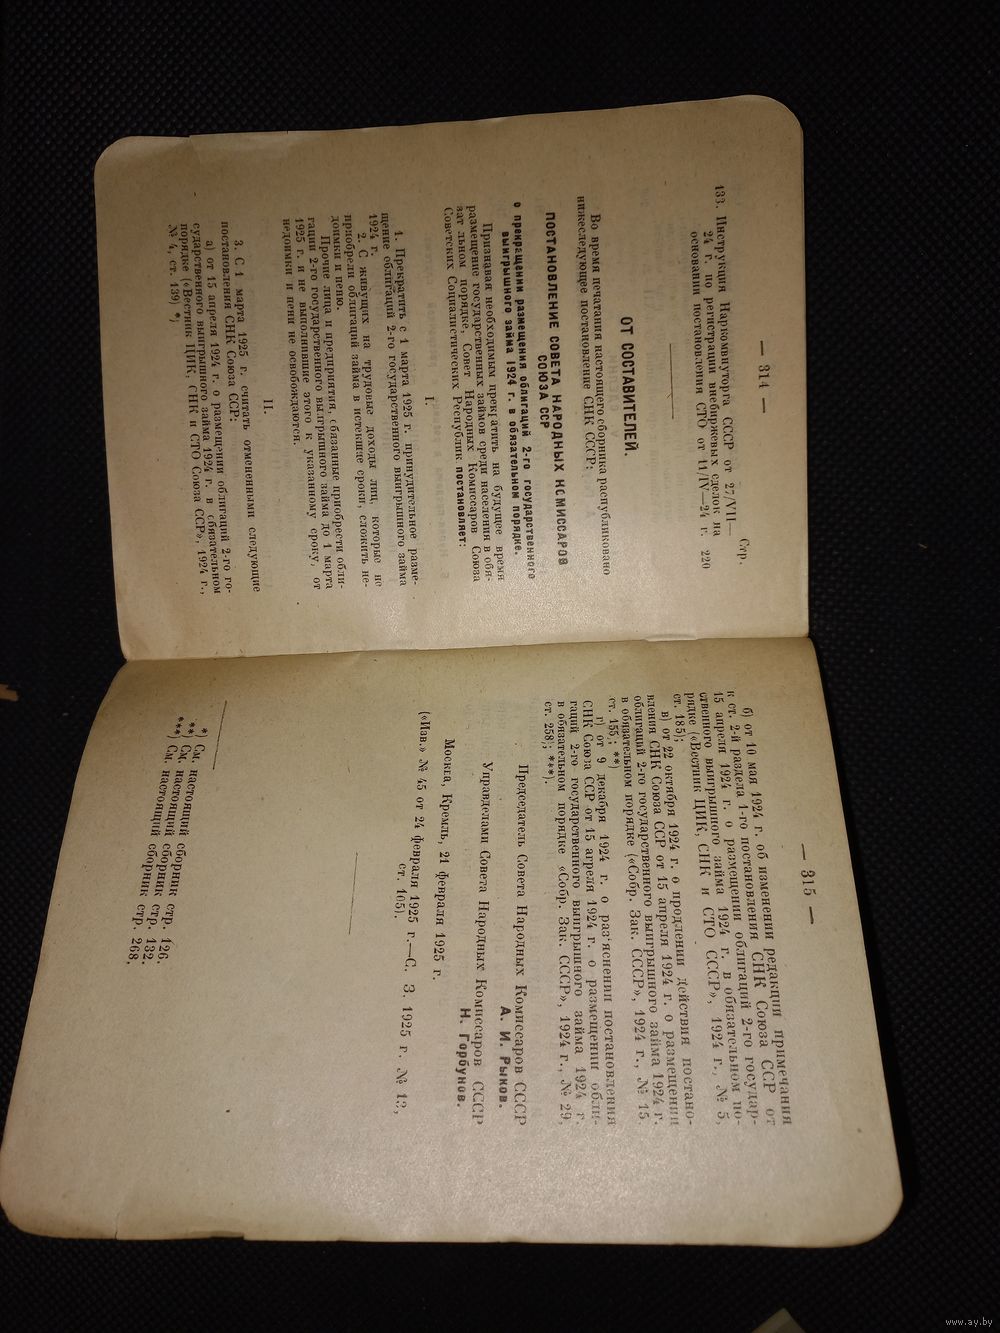 — 314 —
Стр.
133. Инструкция Наркомвнуторга СССР от 27/VII—
24 г. по регистрации внебиржевых сделок на
основании постановления СТО от 11/IV—24 г. 220
ОТ СОСТАВИТЕЛЕЙ.
Во время печатания настоящего сборника распубликовано
нижеследующее постановление СНК СССР:
ПОСТАНОВЛЕНИЕ СОВЕТА НАРОДНЫХ КОМИССАРОВ
СОЮЗА ССР
о прекращении размещения облигаций 2-го государственного
выигрышного займа 1924 г. в обязательном порядке.
Признавая необходимым прекратить на будущее время
размещение государственных займов среди населения в обя-
зат льном порядке, Совет Народных Комиссаров Союза
Советских Социалистических Республик постановляет:
I.
1. Прекратить с 1 марта 1925 г. принудительное разме-
щение облигаций 2-го государственного выигрышного займа
1924 г.
2. С живущих на трудовые доходы лиц, которые не
приобрели облигаций займа в истекшие сроки, сложить не-
доимки и пеню.
Прочие лица и предприятия, обязанные приобрести обли-
гации 2-го государственного выигрышного займа до 1 марта
1925 г. и не выполнившие этого к указанному сроку, от
недоимки и пени не освобождаются.
II.
3. С 1 марта 1925 г. считать отмененными следующие
постановления СНК Союза ССР:
а) от 15 апреля 1924 г. о размещении облигаций 2-го го-
сударственного выигрышного займа 1924 г. в обязательном
порядке («Вестник ЦИК, СНК и СТО Союза ССР», 1924 г.,
№ 4, ст. 139) *)
— 315 —
б) от 10 мая 1924 г. об изменении редакции примечания
к ст. 2-й раздела 1-го постановления СНК Союза ССР от
15 апреля 1924 г. о размещении облигаций 2-го государ-
ственного выигрышного займа 1924 г. в обязательном по-
рядке («Вестник ЦИК, СНК и СТО СССР», 1924 г., № 5,
ст. 185);
в) от 22 октября 1924 г. о продлении действия постано-
вления СНК Союза ССР от 15 апреля 1924 г. о размещении
облигаций 2-го государственного выигрышного займа 1924 г.
в обязательном порядке («Собр. Зак. СССР», 1924 г., № 15,
ст. 155; **)
г) от 9 декабря 1924 г. о раз'яснении постановления
СНК Союза ССР от 15 апреля 1924 г. о размещении обли-
гаций 2-го государственного выигрышного займа 1924 г.
в обязательном порядке «Собр. Зак. СССР», 1924 г., № 29,
ст. 258); ***).
Председатель Совета Народных Комиссаров СССР
А. И. Рыков.
Управделами Совета Народных Комиссаров СССР
Н. Горбунов.
Москва, Кремль, 21 февраля 1925 г.
(«Изв.» № 45 от 24 февраля 1925 г.—С. З. 1925 г. № 12,
ст. 105).
*) См. настоящий сборник стр. 126.
**) См. настоящий сборник стр. 132.
***) См. настоящий сборник стр. 268.
www.ay.by